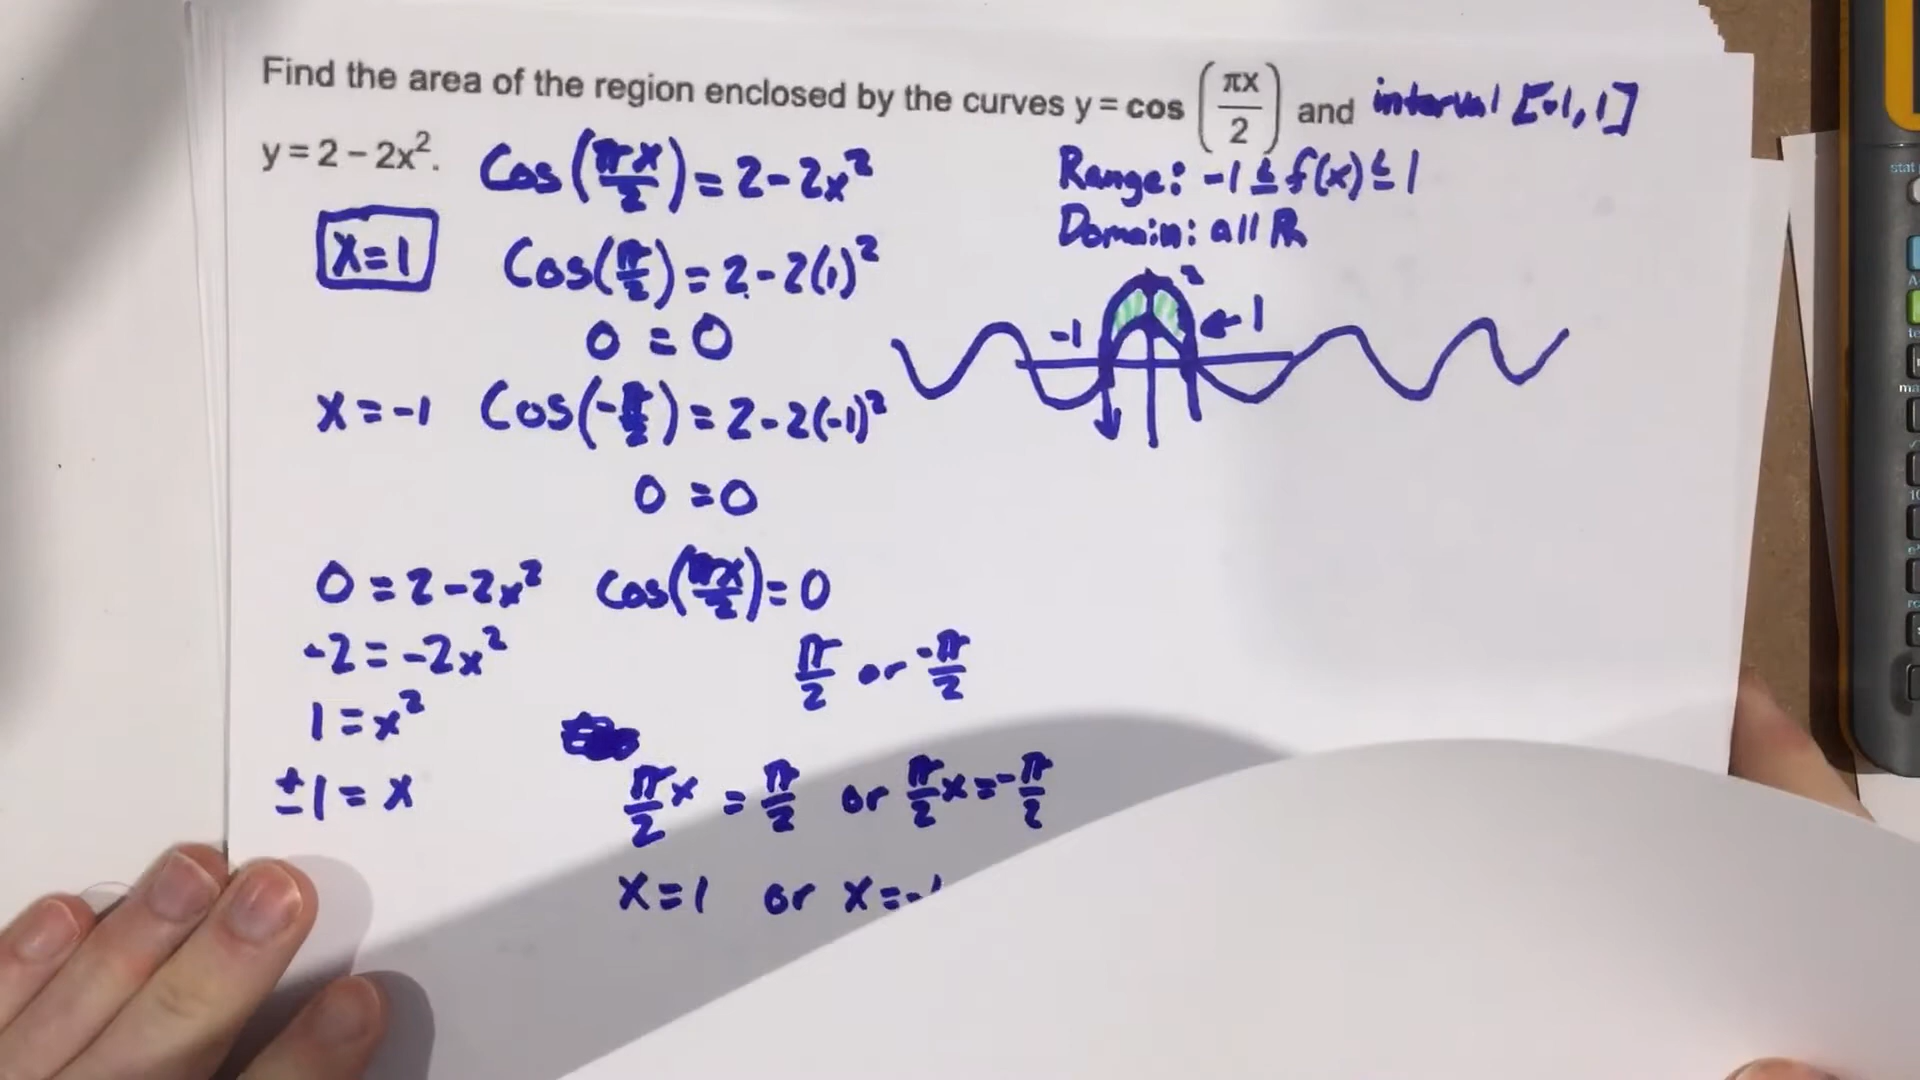 Find the area of the region enclosed by the curves y = cos (πx/2) and interval [-1, 1]
y = 2 - 2x².
Cos(πx/2) = 2 - 2x²
Range: -1 ≤ f(x) ≤ 1
Domain: all R
x = 1
Cos(π/2) = 2 - 2(1)²
0 = 0
2
-1
← 1
x = -1 Cos(-π/2) = 2 - 2(-1)²
0 = 0
0 = 2 - 2x² Cos(πx/2) = 0
-2 = -2x²
π/2 or -π/2
1 = x²
±1 = x
π/2 x = π/2 or π/2 x = -π/2
x = 1 or x = -1
stat